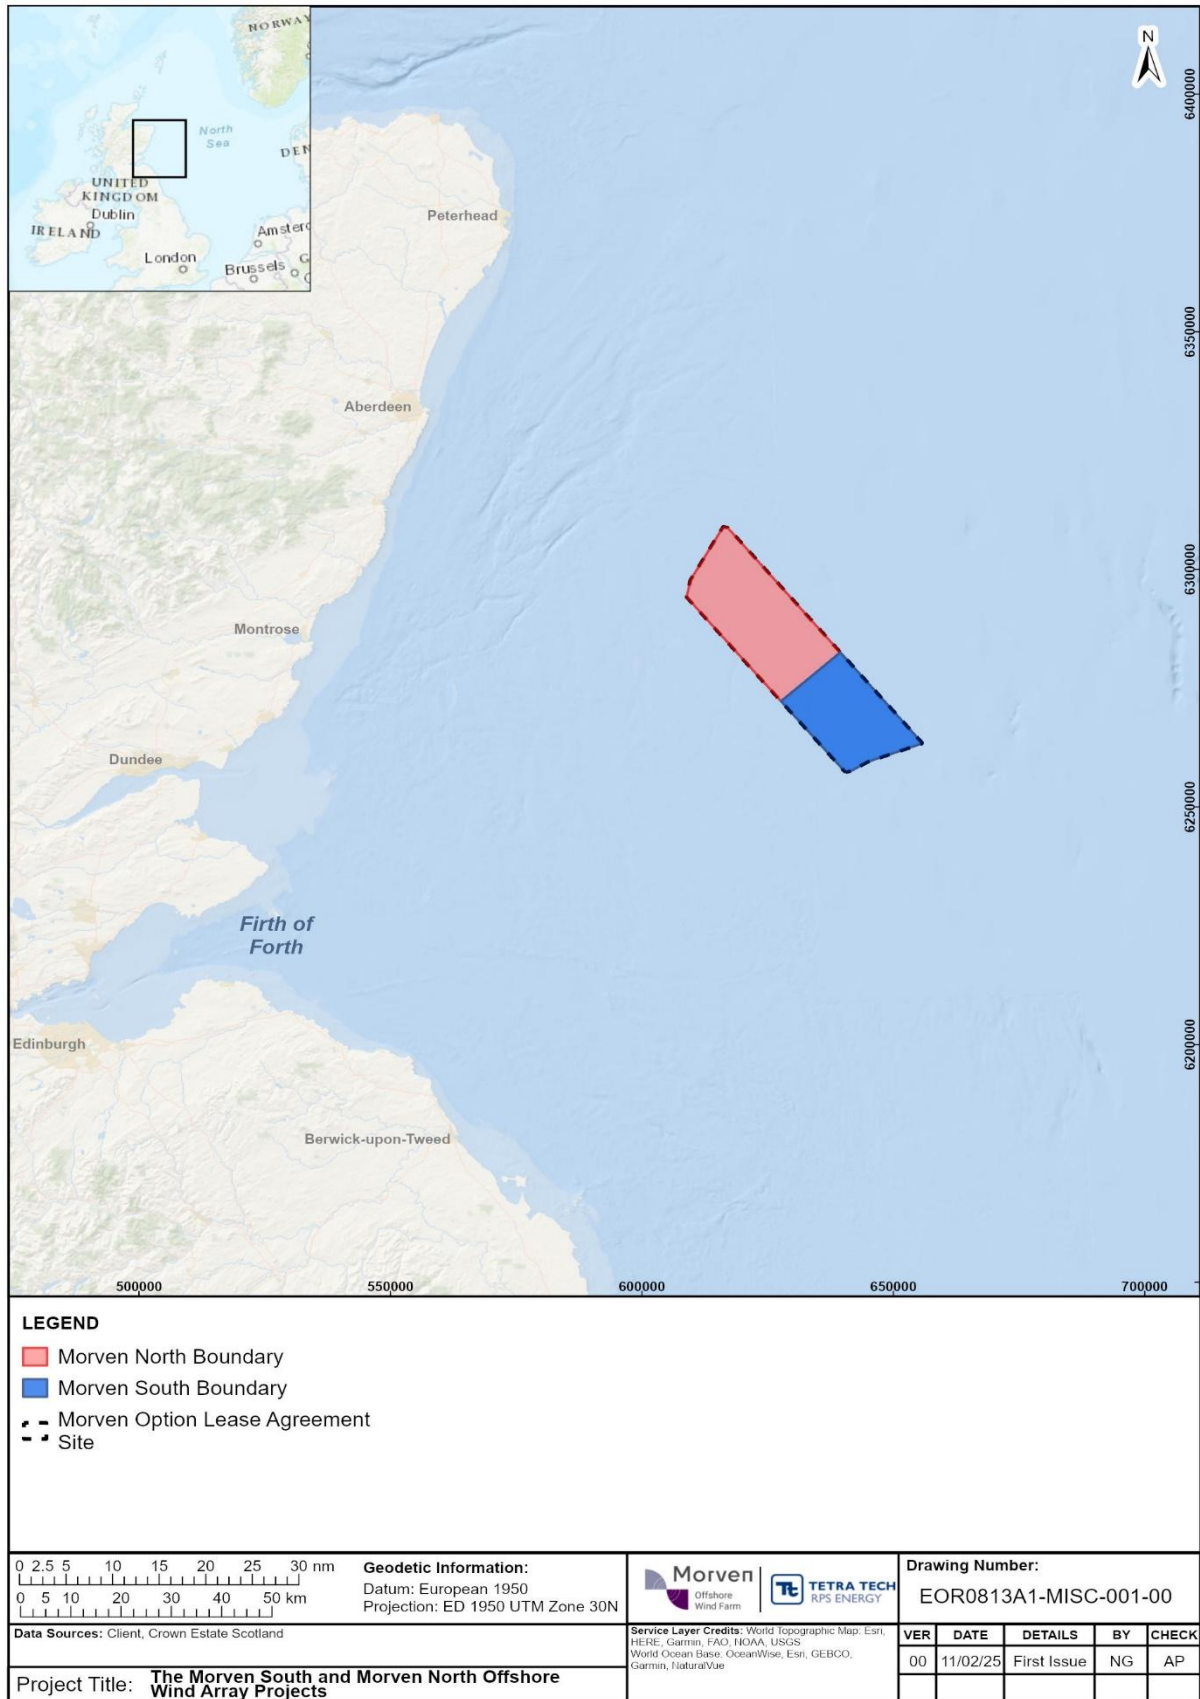 NORWAY
North
Sea
DEN
UNITED
KINGDOM
Dublin
IRELAND
Amsterd
London
Brussels
G
N
6400000
Peterhead
6350000
Aberdeen
6300000
Montrose
Dundee
6250000
Firth of
Forth
6200000
Edinburgh
Berwick-upon-Tweed
500000 550000 600000 650000 700000
LEGEND
Morven North Boundary
Morven South Boundary
Morven Option Lease Agreement
Site
0 2.5 5 10 15 20 25 30 nm
0 5 10 20 30 40 50 km
Geodetic Information:
Datum: European 1950
Projection: ED 1950 UTM Zone 30N
Morven
Offshore
Wind Farm
Tt TETRA TECH
RPS ENERGY
Drawing Number:
EOR0813A1-MISC-001-00
Data Sources: Client, Crown Estate Scotland
Service Layer Credits: World Topographic Map: Esri,
HERE, Garmin, FAO, NOAA, USGS
World Ocean Base: OceanWise, Esri, GEBCO,
Garmin, NaturalVue
VER DATE DETAILS BY CHECK
00 11/02/25 First Issue NG AP
Project Title: The Morven South and Morven North Offshore
Wind Array Projects